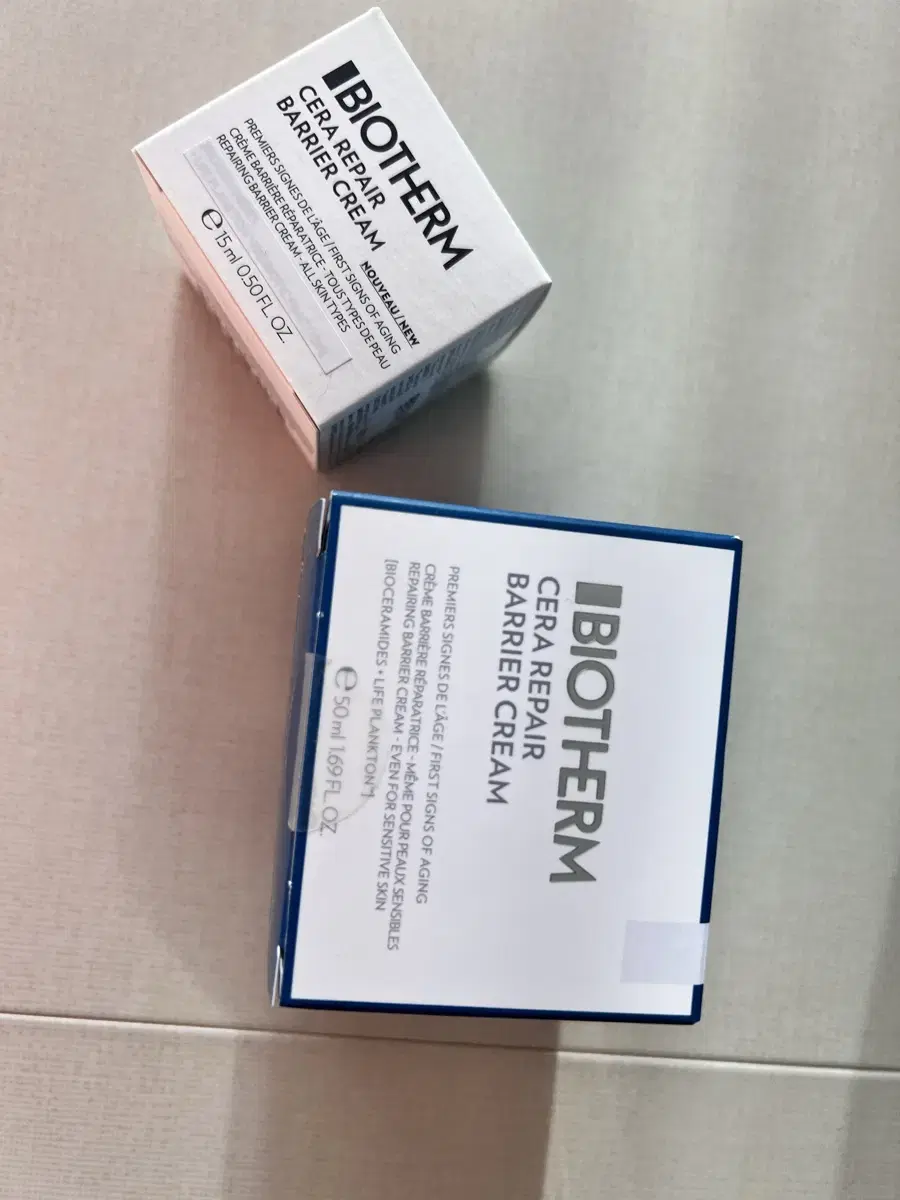 BIOTHERM
CERA REPAIR
BARRIER CREAM
NOUVEAU / NEW
PREMIERS SIGNES DE L'ÂGE / FIRST SIGNS OF AGING
CRÈME BARRIÈRE RÉPARATRICE - TOUS TYPES DE PEAU
REPAIRING BARRIER CREAM - ALL SKIN TYPES
e 15 ml 0.50 FL. OZ.
BIOTHERM
CERA REPAIR
BARRIER CREAM
PREMIERS SIGNES DE L'ÂGE / FIRST SIGNS OF AGING
CRÈME BARRIÈRE RÉPARATRICE - MÊME POUR PEAUX SENSIBLES
REPAIRING BARRIER CREAM - EVEN FOR SENSITIVE SKIN
[BIOCERAMIDES + LIFE PLANKTON™]
e 50 ml 1.69 FL. OZ.